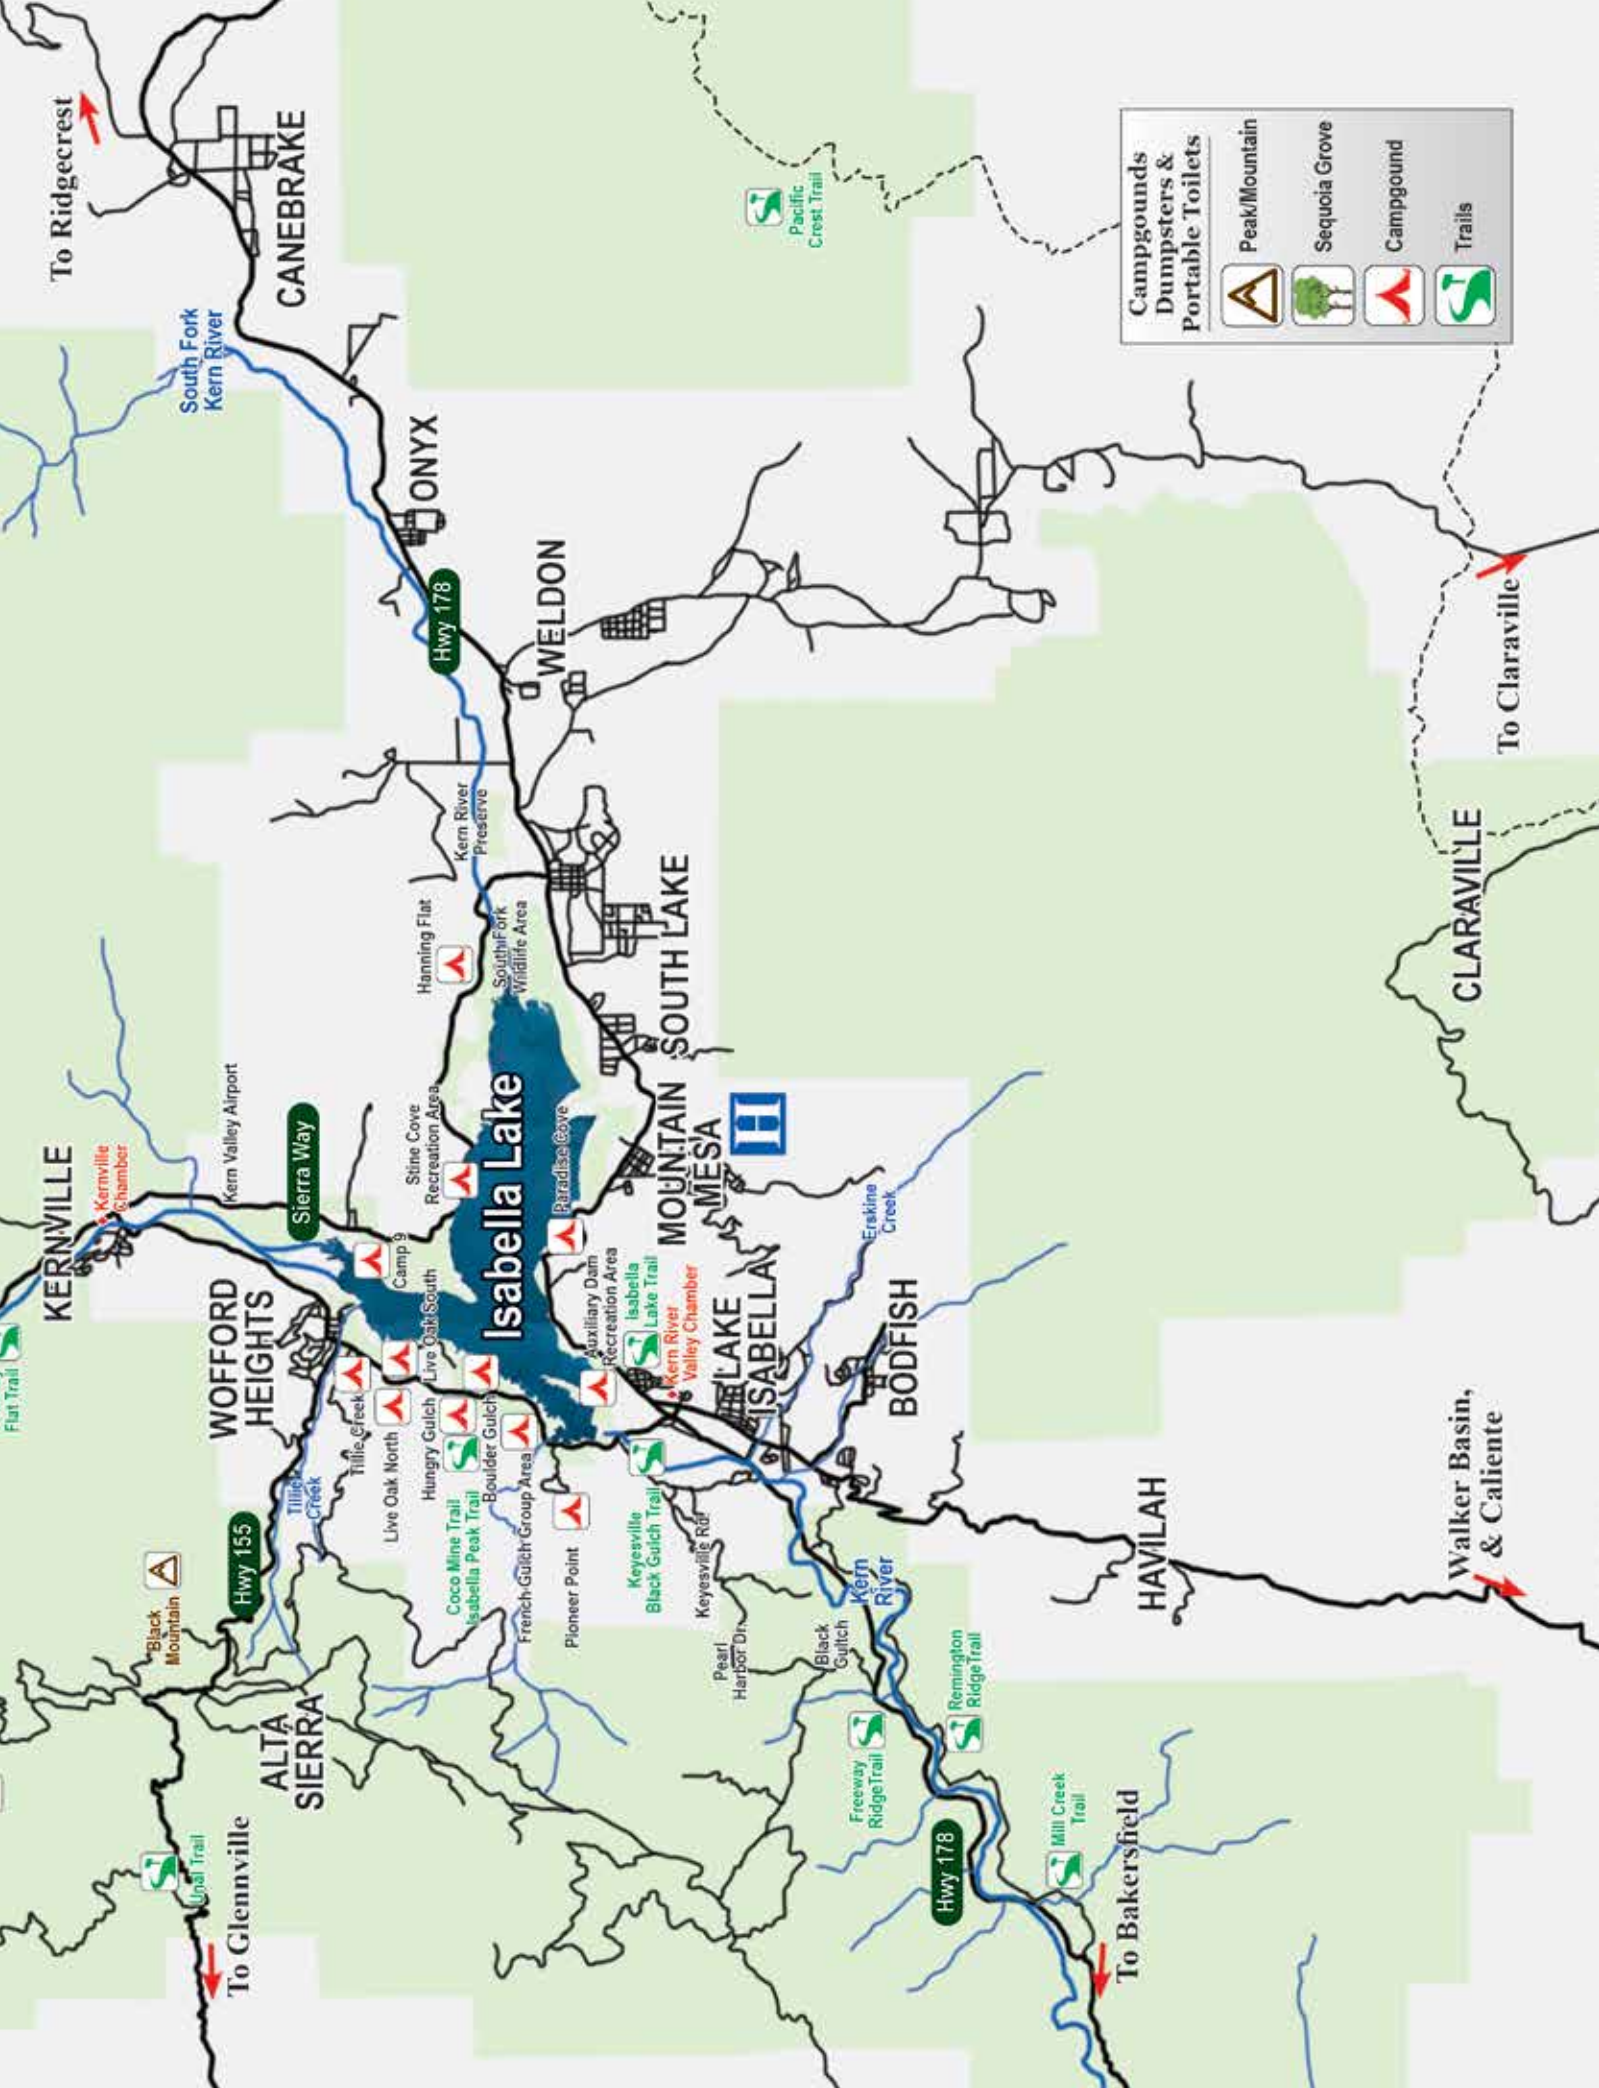 Flat Trail
KERNVILLE
Kernville
Chamber
Kern Valley Airport
Sierra Way
WOFFORD
HEIGHTS
Hwy 155
Black
Mountain
Tillie
Creek
ALTA
SIERRA
Unal Trail
To Glennville
Tillie Creek
Live Oak North
Live Oak South
Camp 9
Hungry Gulch
Boulder Gulch
Coco Mine Trail
Isabella Peak Trail
French Gulch Group Area
Pioneer Point
Keyesville
Black Gulch Trail
Keyesville Rd
Pearl
Harbor Dr.
Black
Gultch
Kern
River
Freeway
RidgeTrail
Remington
RidgeTrail
Hwy 178
Mill Creek
Trail
To Bakersfield
Isabella Lake
Stine Cove
Recreation Area
Paradise Cove
Auxiliary Dam
Recreation Area
Isabella
Lake Trail
Kern River
Valley Chamber
LAKE
ISABELLA
MOUNTAIN
MESA
H
Erskine
Creek
BODFISH
HAVILAH
Walker Basin,
& Caliente
Hanning Flat
South Fork
Wildlife Area
Kern River
Preserve
SOUTH LAKE
WELDON
Hwy 178
ONYX
South Fork
Kern River
CANEBRAKE
To Ridgecrest
Pacific
Crest Trail
CLARAVILLE
To Claraville
Campgounds
Dumpsters &
Portable Toilets
Peak/Mountain
Sequoia Grove
Campgound
Trails